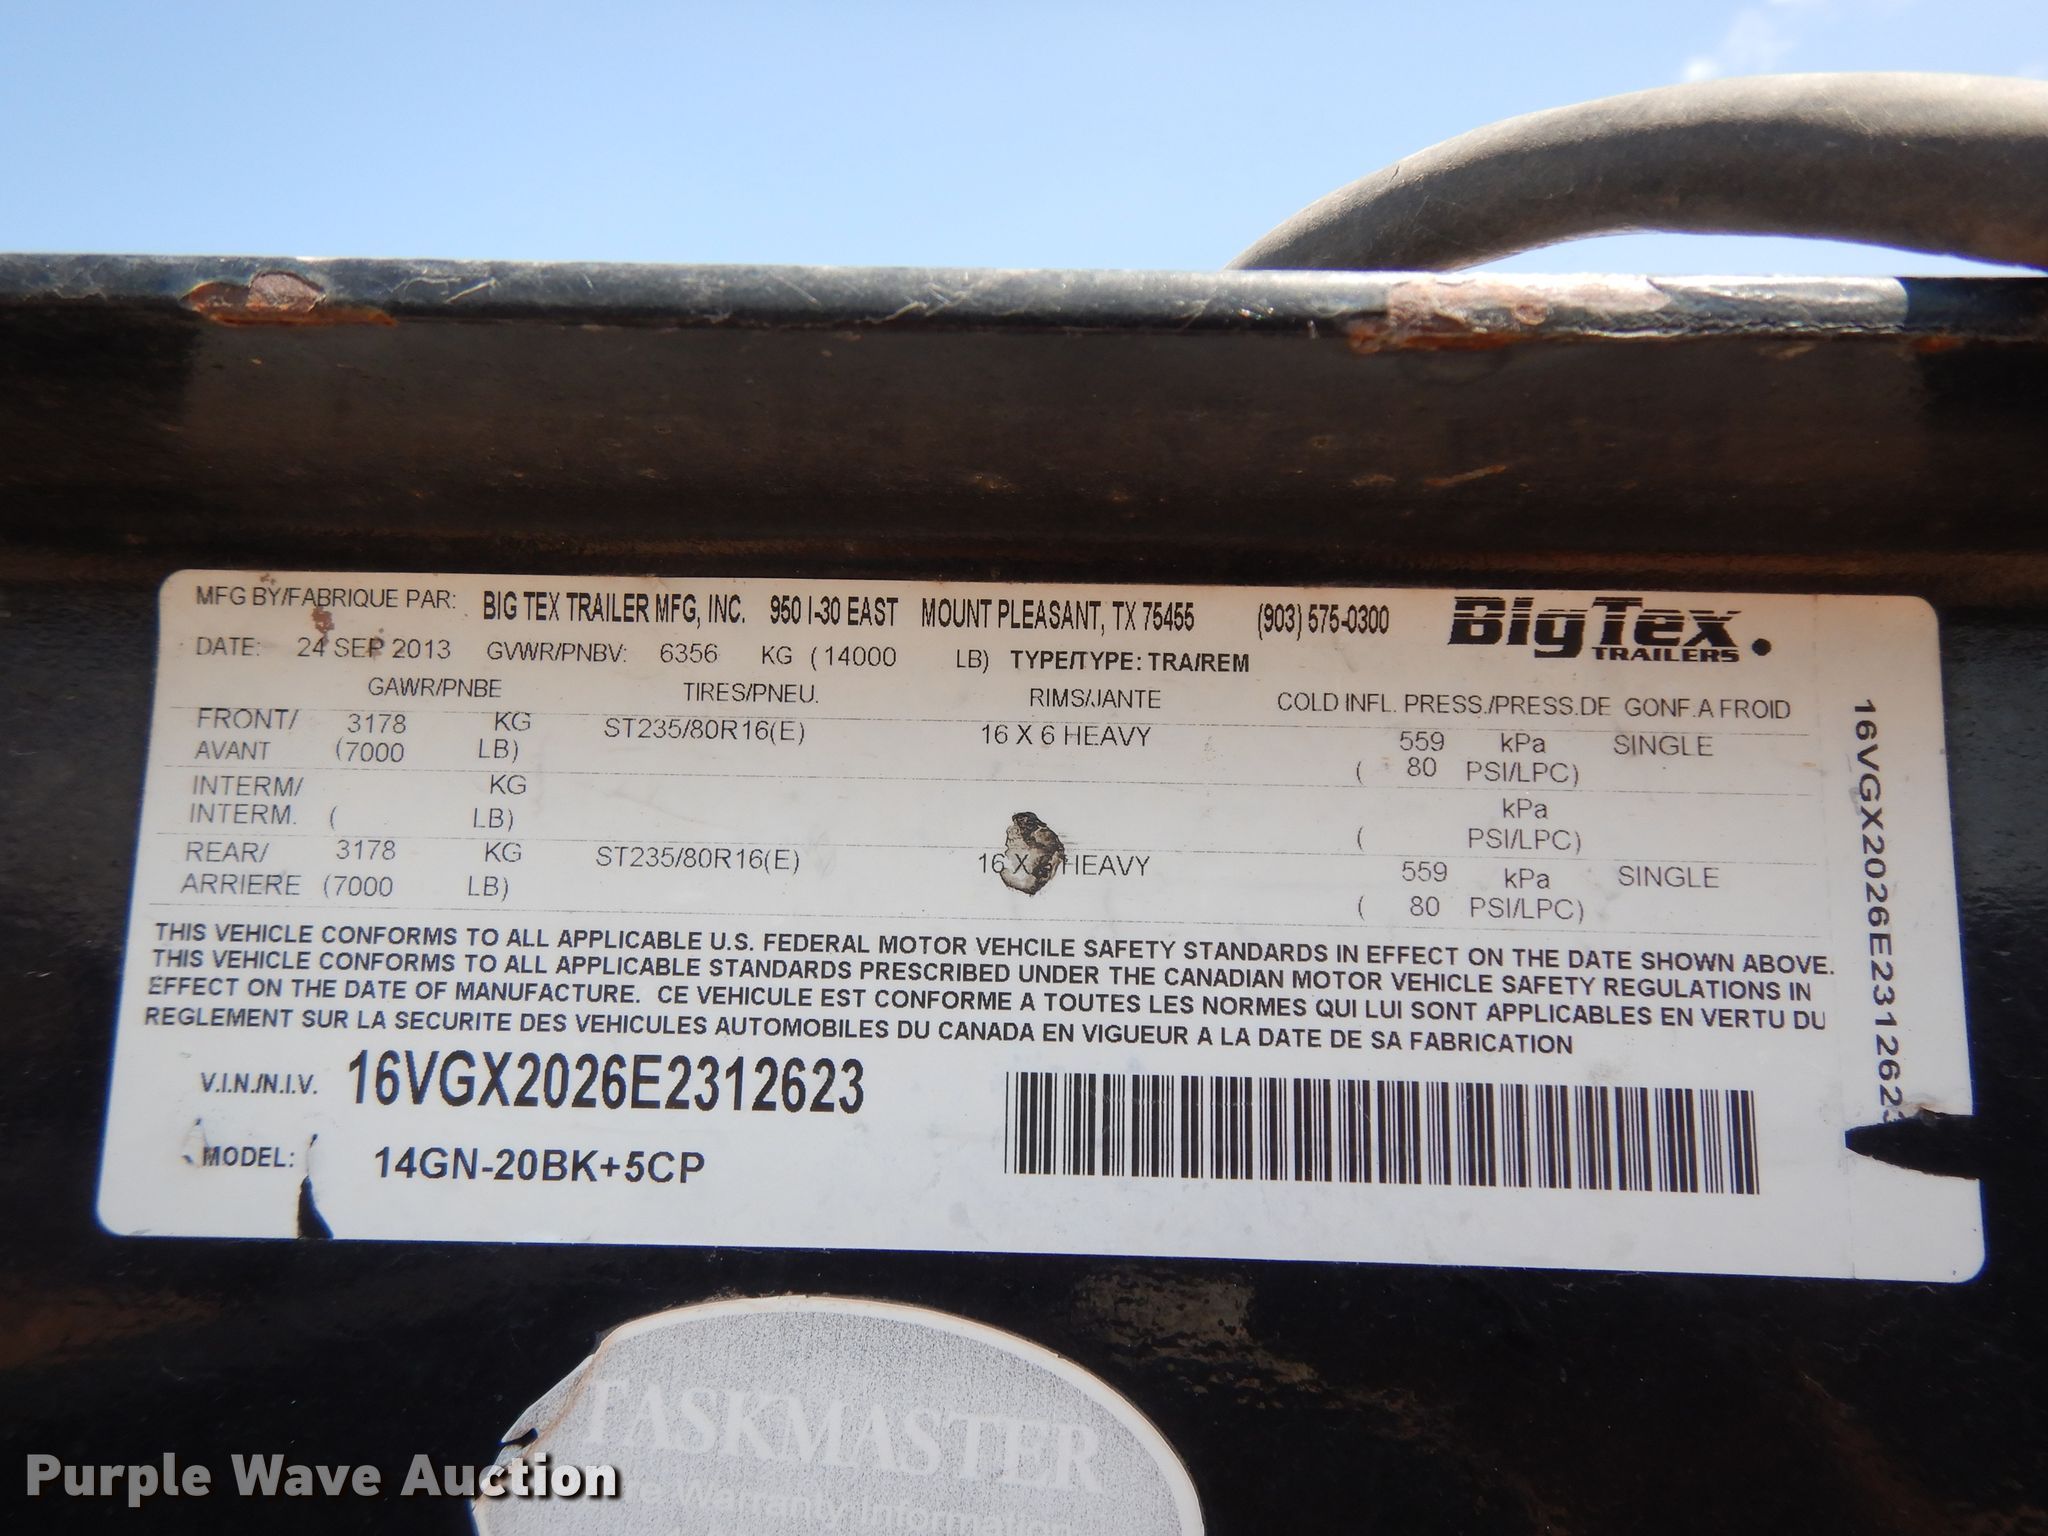 MFG BY/FABRIQUE PAR: BIG TEX TRAILER MFG, INC. 950 I-30 EAST MOUNT PLEASANT, TX 75455 (903) 575-0300 BigTex TRAILERS
DATE: 24 SEP 2013 GVWR/PNBV: 6356 KG (14000 LB) TYPE/TYPE: TRA/REM
GAWR/PNBE TIRES/PNEU. RIMS/JANTE COLD INFL. PRESS./PRESS.DE GONF.A FROID
FRONT/ 3178 KG ST235/80R16(E) 16 X 6 HEAVY 559 kPa SINGLE
AVANT (7000 LB) ( 80 PSI/LPC)
INTERM/ KG kPa
INTERM. ( LB) ( PSI/LPC)
REAR/ 3178 KG ST235/80R16(E) 16 X HEAVY 559 kPa SINGLE
ARRIERE (7000 LB) ( 80 PSI/LPC)
THIS VEHICLE CONFORMS TO ALL APPLICABLE U.S. FEDERAL MOTOR VEHCILE SAFETY STANDARDS IN EFFECT ON THE DATE SHOWN ABOVE.
THIS VEHICLE CONFORMS TO ALL APPLICABLE STANDARDS PRESCRIBED UNDER THE CANADIAN MOTOR VEHICLE SAFETY REGULATIONS IN
EFFECT ON THE DATE OF MANUFACTURE. CE VEHICULE EST CONFORME A TOUTES LES NORMES QUI LUI SONT APPLICABLES EN VERTU DU
REGLEMENT SUR LA SECURITE DES VEHICULES AUTOMOBILES DU CANADA EN VIGUEUR A LA DATE DE SA FABRICATION
V.I.N./N.I.V. 16VGX2026E2312623
MODEL: 14GN-20BK+5CP
16VGX2026E2312623
TASKMASTER
Warranty Information
Purple Wave Auction